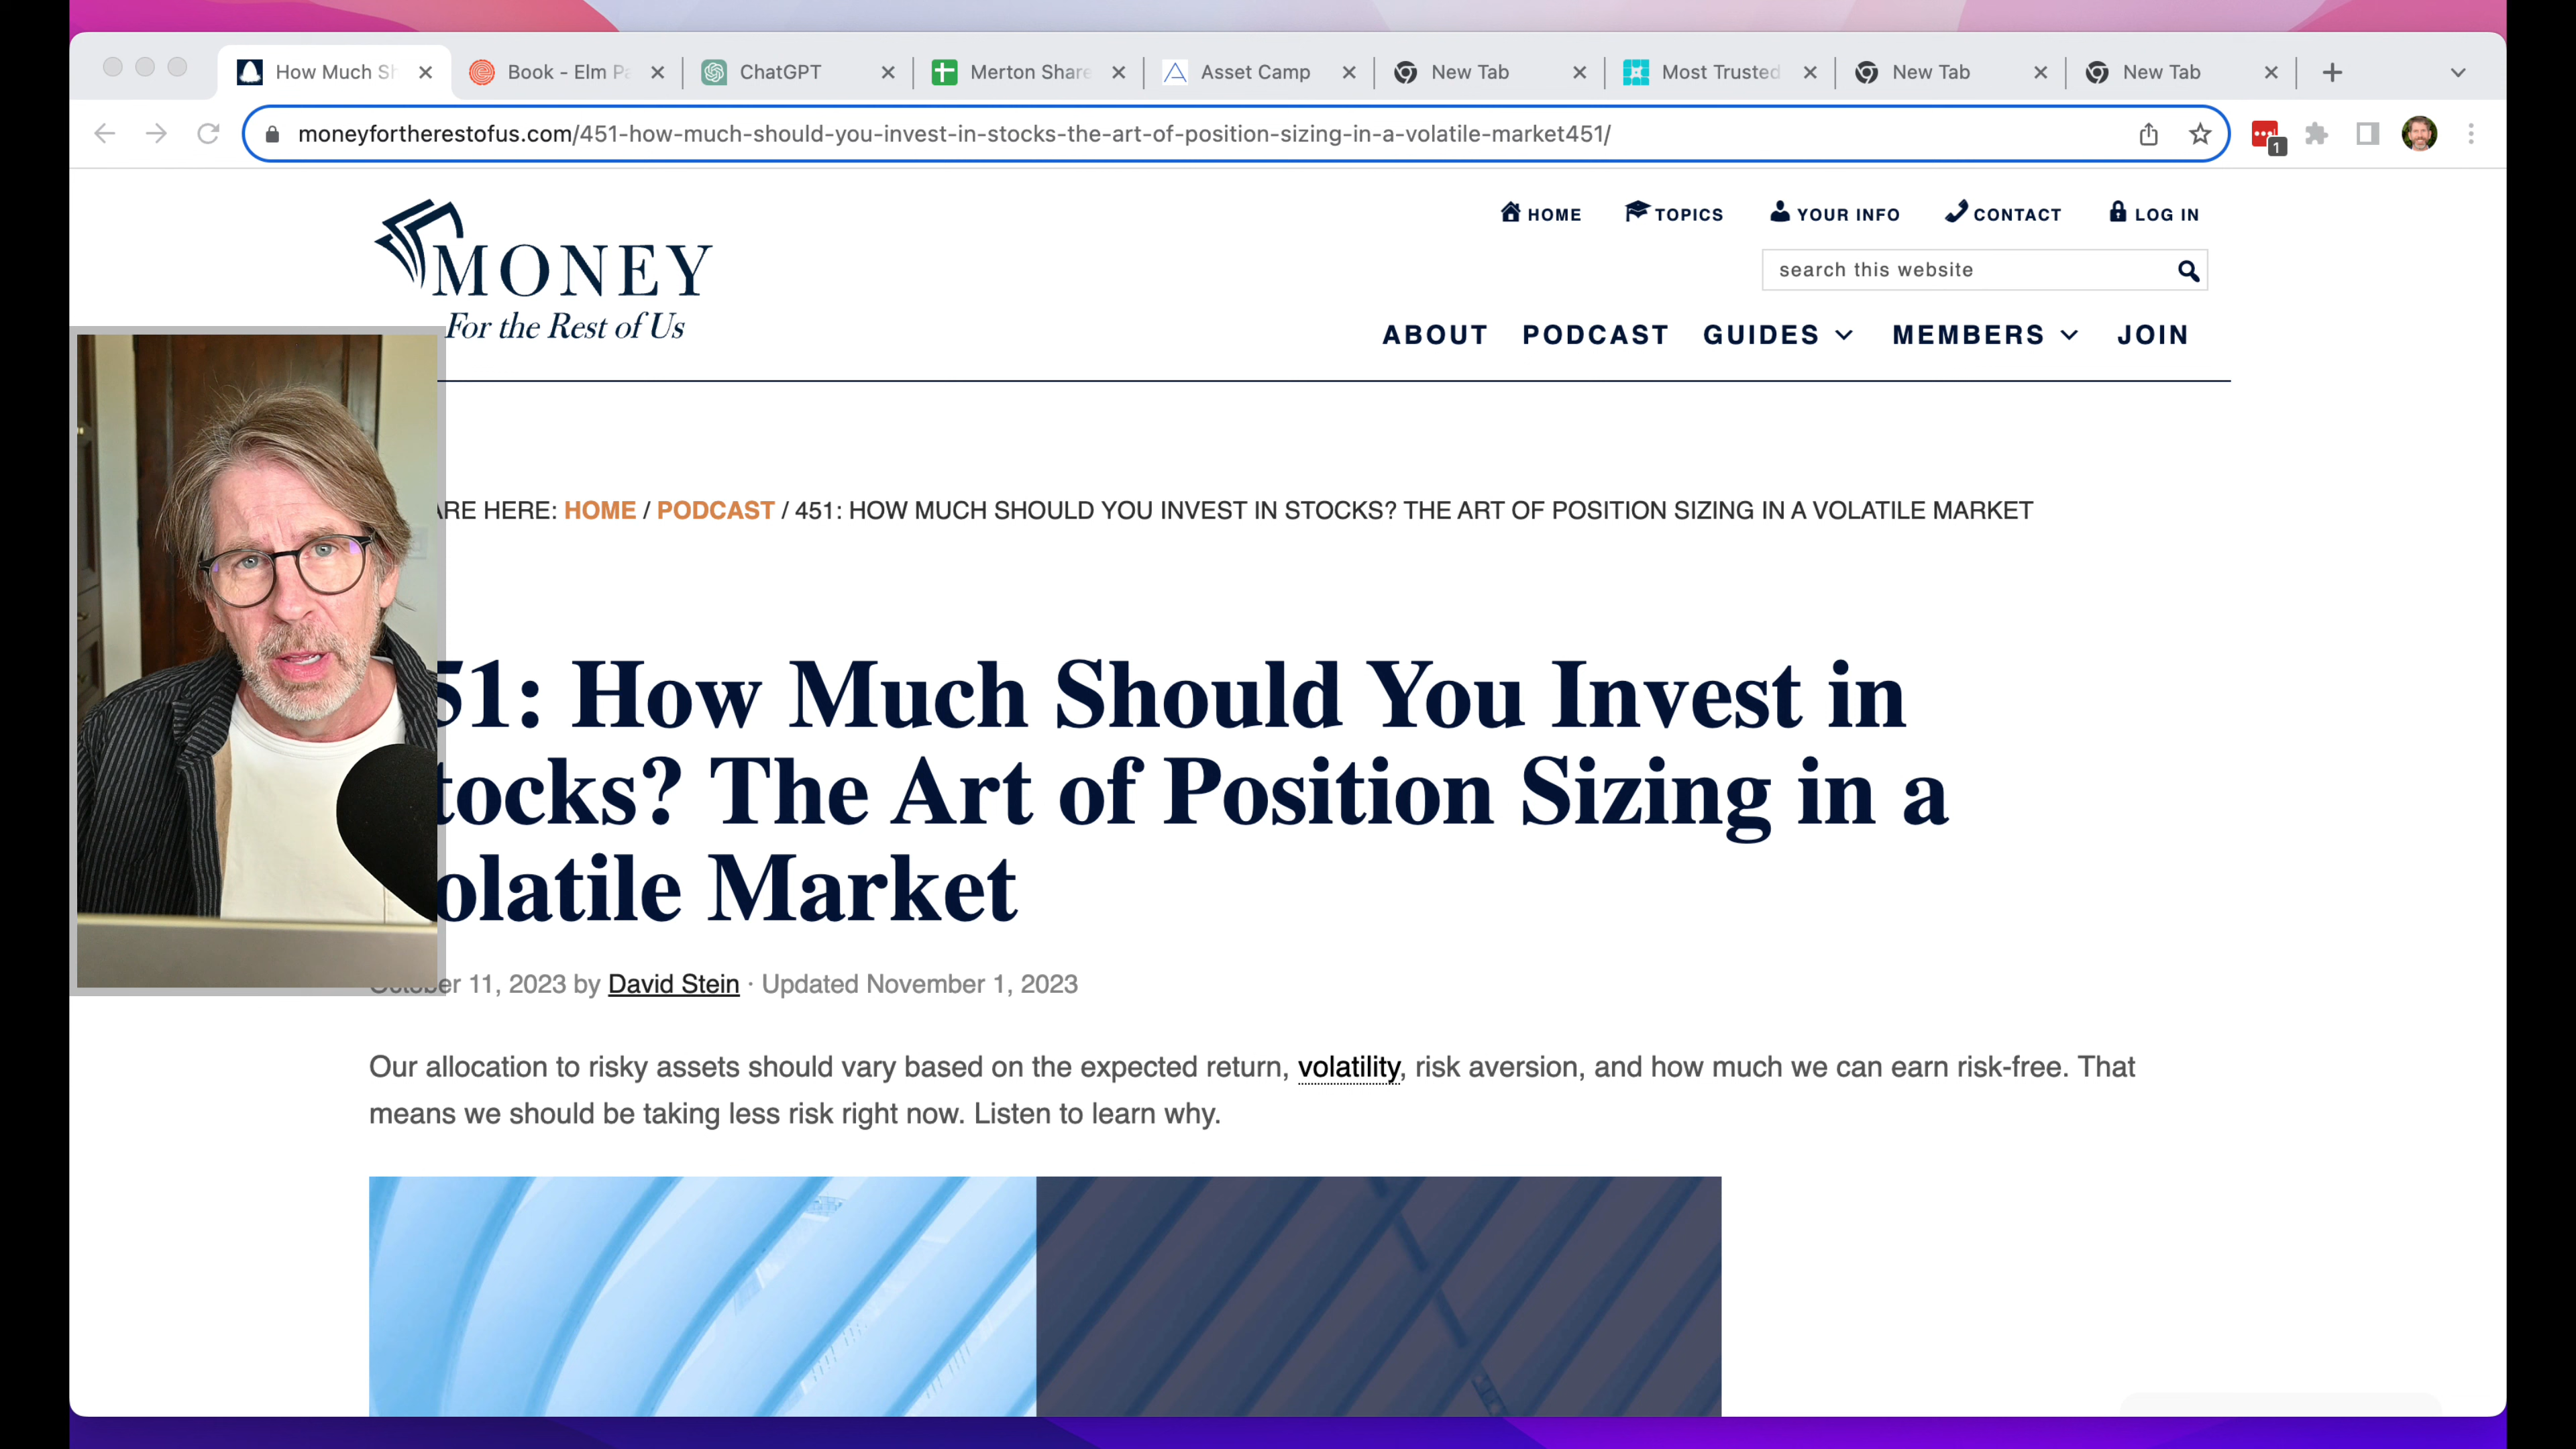 How Much Sh
Book - Elm Pa
ChatGPT
Merton Share
Asset Camp
New Tab
Most Trusted
New Tab
New Tab
moneyfortherestofus.com/451-how-much-should-you-invest-in-stocks-the-art-of-position-sizing-in-a-volatile-market451/
1
HOME
TOPICS
YOUR INFO
CONTACT
LOG IN
MONEY
For the Rest of Us
search this website
ABOUT
PODCAST
GUIDES
MEMBERS
JOIN
ARE HERE: HOME / PODCAST / 451: HOW MUCH SHOULD YOU INVEST IN STOCKS? THE ART OF POSITION SIZING IN A VOLATILE MARKET
51: How Much Should You Invest in
tocks? The Art of Position Sizing in a
olatile Market
October 11, 2023 by David Stein · Updated November 1, 2023
Our allocation to risky assets should vary based on the expected return, volatility, risk aversion, and how much we can earn risk-free. That
means we should be taking less risk right now. Listen to learn why.